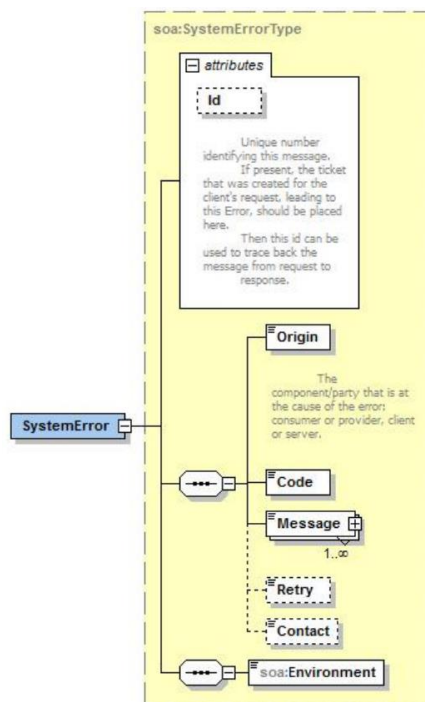 soa:SystemErrorType
attributes
Id
Unique number
identifying this message.
If present, the ticket
that was created for the
client's request, leading to
this Error, should be placed
here.
Then this id can be
used to trace back the
message from request to
response.
Origin
The
component/party that is at
the cause of the error:
consumer or provider, client
or server.
SystemError
Code
Message
1..∞
Retry
Contact
soa:Environment